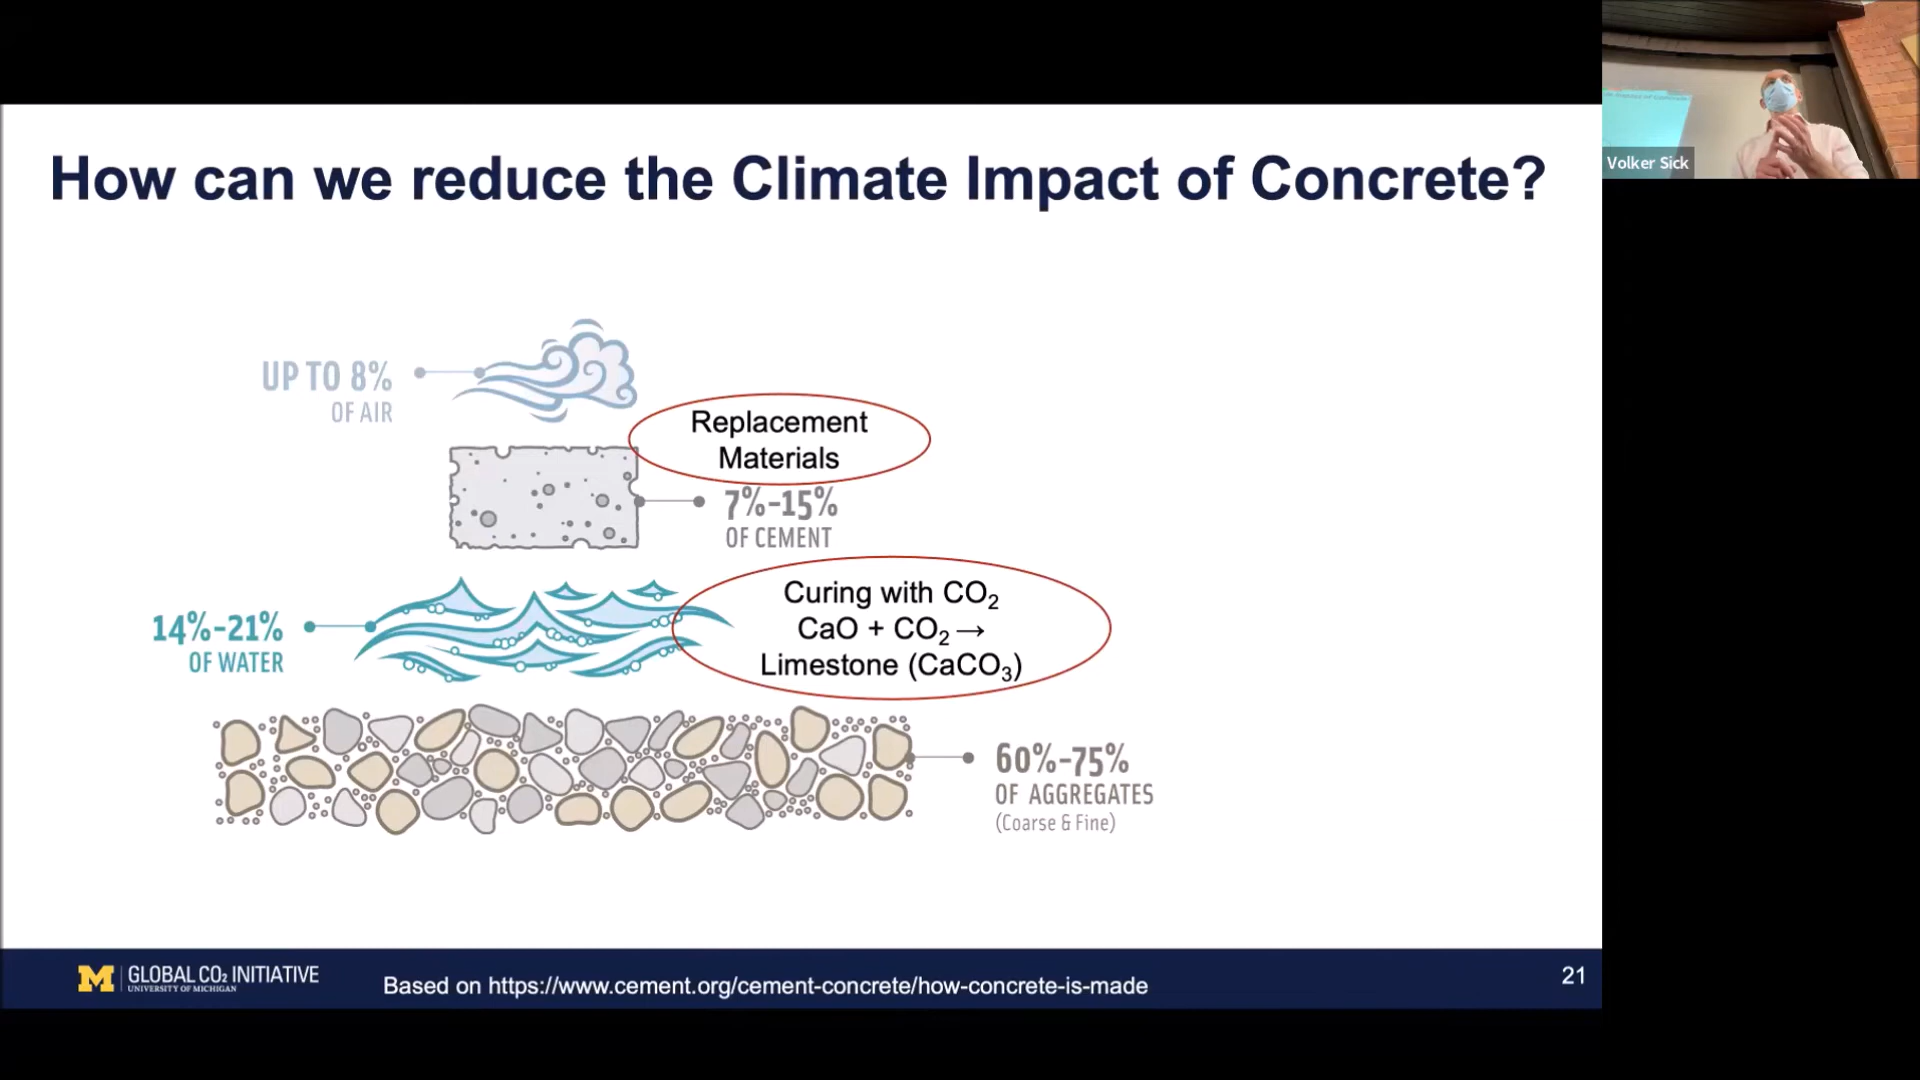 How can we reduce the Climate Impact of Concrete?
Volker Sick
UP TO 8%
OF AIR
Replacement
Materials
7%-15%
OF CEMENT
14%-21%
OF WATER
Curing with CO₂
CaO + CO₂ →
Limestone (CaCO₃)
60%-75%
OF AGGREGATES
(Coarse & Fine)
M GLOBAL CO₂ INITIATIVE
UNIVERSITY OF MICHIGAN
Based on https://www.cement.org/cement-concrete/how-concrete-is-made
21